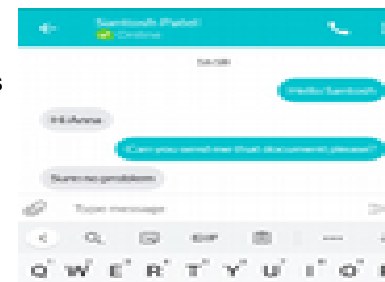 s
Santosh Patel
Online
Hello Santosh
Hi Anna
Can you send me that document please?
Sure no problem
Type message
GIF
Q W E R T Y U I O